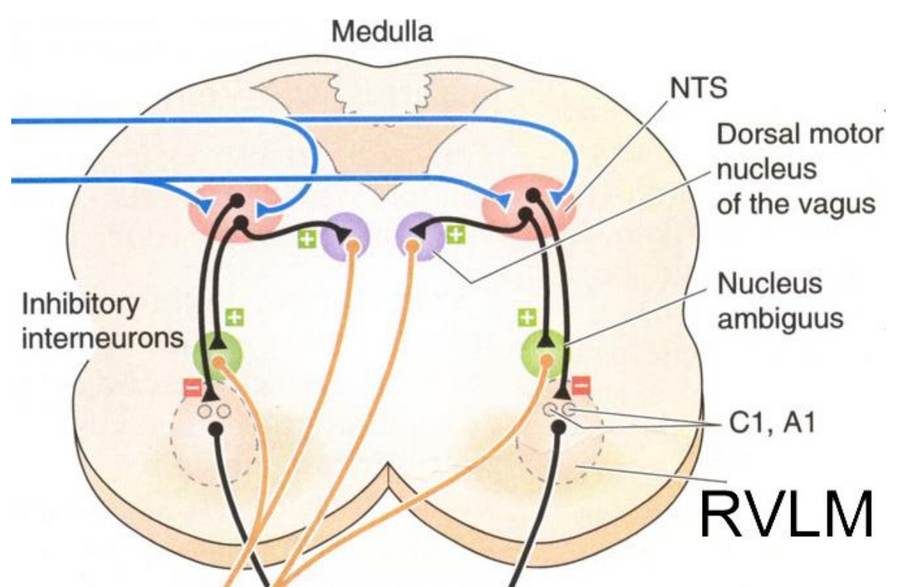 Medulla
NTS
Dorsal motor
nucleus
of the vagus
+
+
Nucleus
ambiguus
Inhibitory
interneurons
+
+
−
−
C1, A1
RVLM